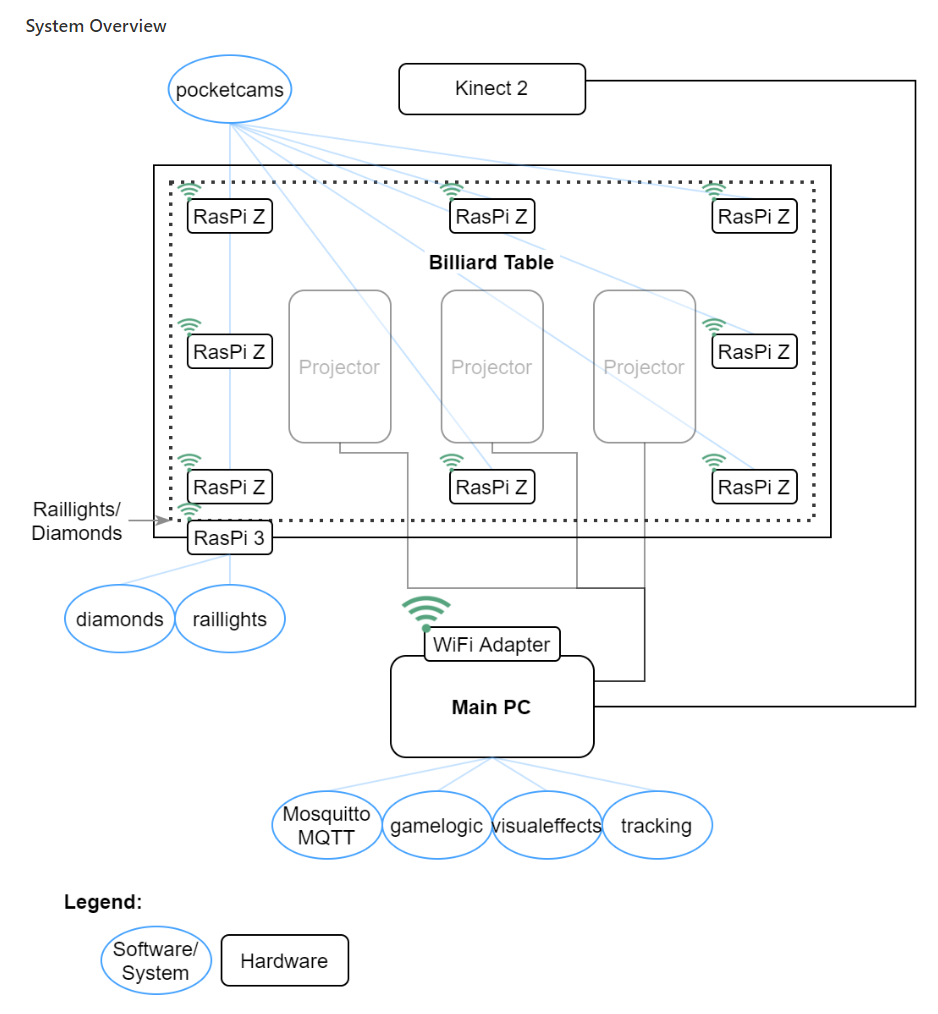 System Overview
pocketcams
Kinect 2
RasPi Z
RasPi Z
RasPi Z
Billiard Table
RasPi Z
RasPi Z
Projector
Projector
Projector
RasPi Z
RasPi Z
RasPi Z
Raillights/
Diamonds
RasPi 3
diamonds
raillights
WiFi Adapter
Main PC
Mosquitto
MQTT
gamelogic
visualeffects
tracking
Legend:
Software/
System
Hardware